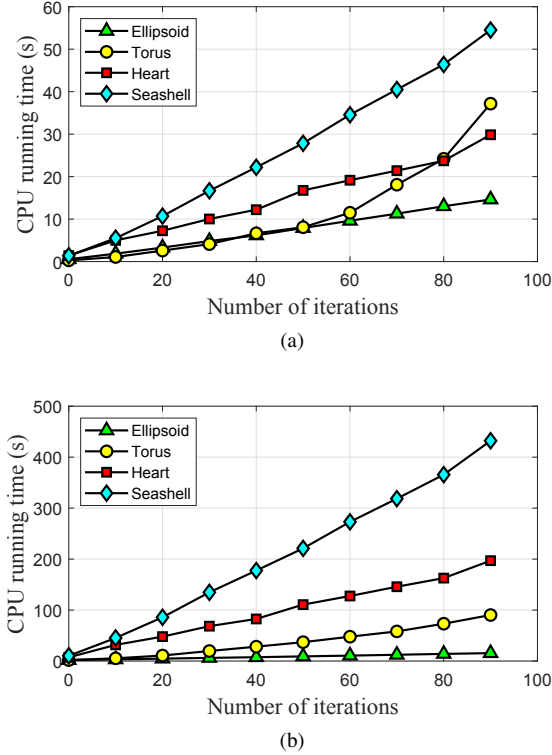 60
50
40
30
20
10
0
CPU running time (s)
Ellipsoid
Torus
Heart
Seashell
0 20 40 60 80 100
Number of iterations
(a)
500
400
300
200
100
0
CPU running time (s)
Ellipsoid
Torus
Heart
Seashell
0 20 40 60 80 100
Number of iterations
(b)